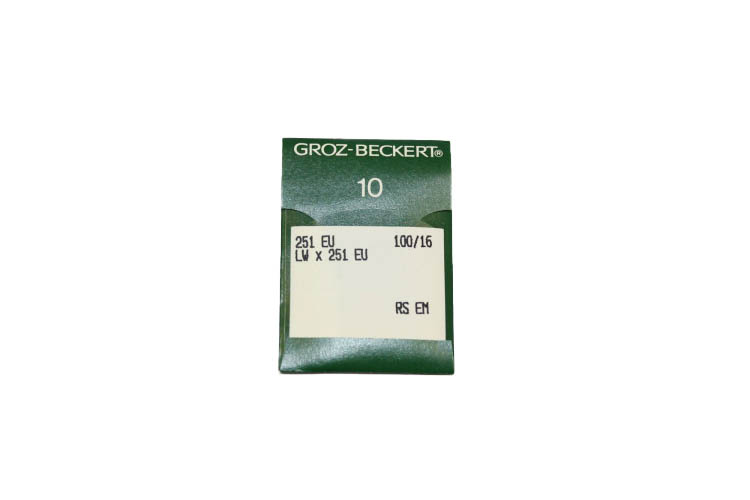 GROZ-BECKERT®
10
251 EU 100/16
LW x 251 EU
RS EM